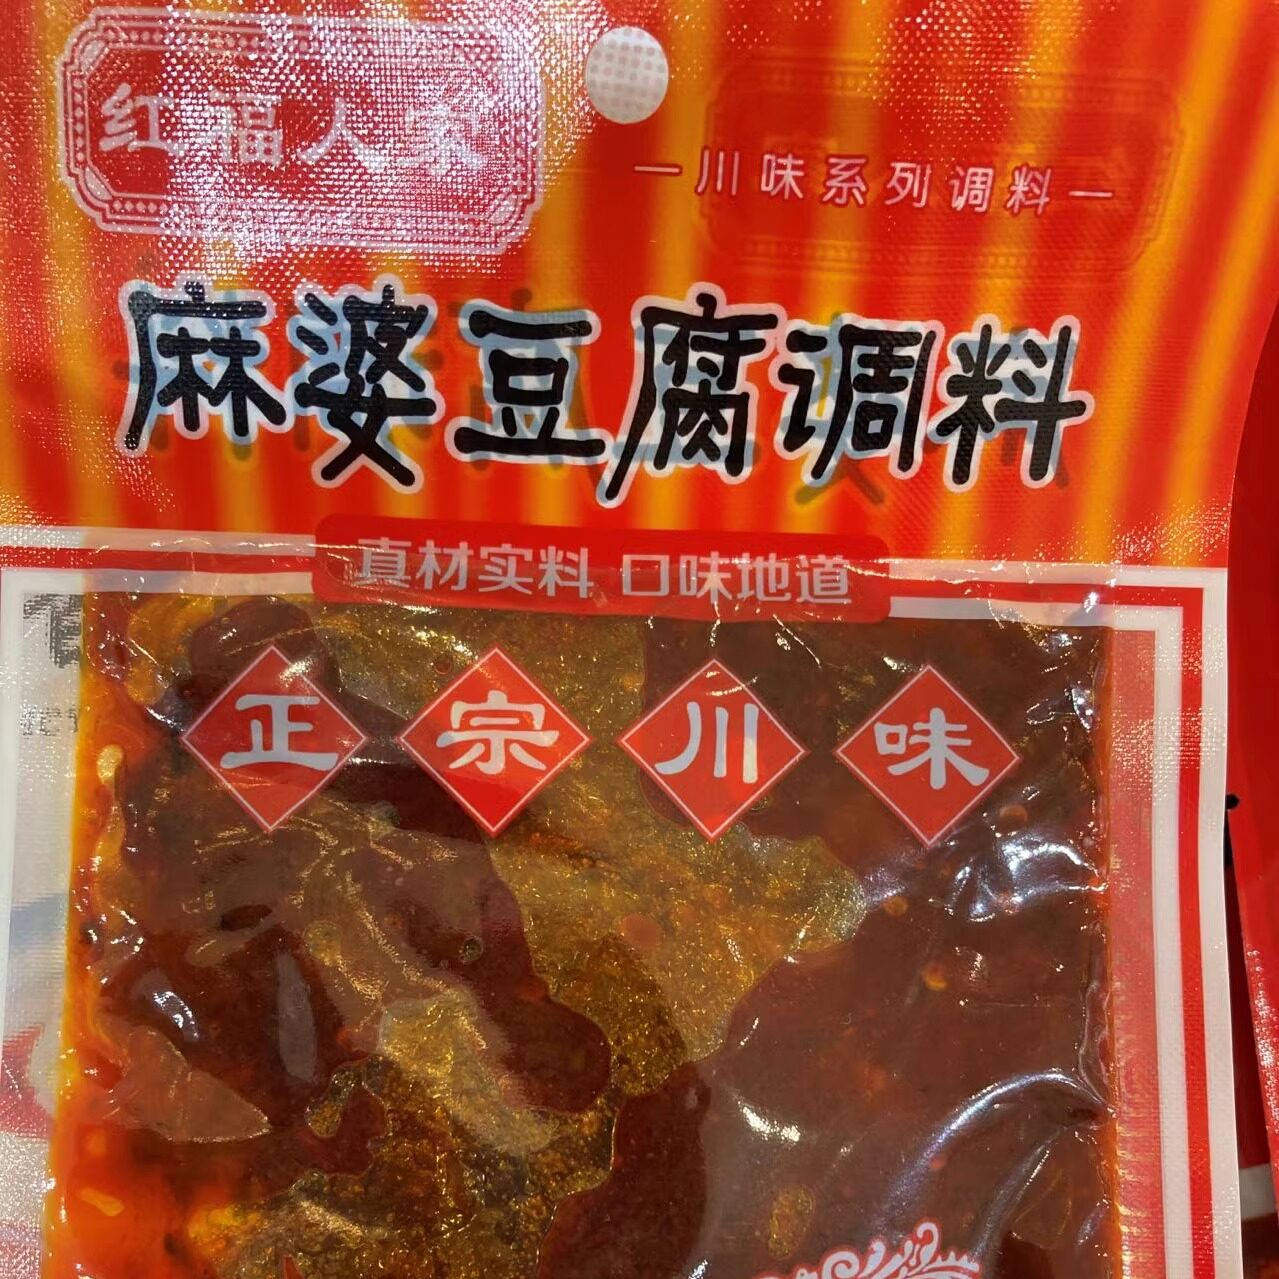 红福人家
川味系列调料
麻婆豆腐调料
真材实料 口味地道
正宗川味